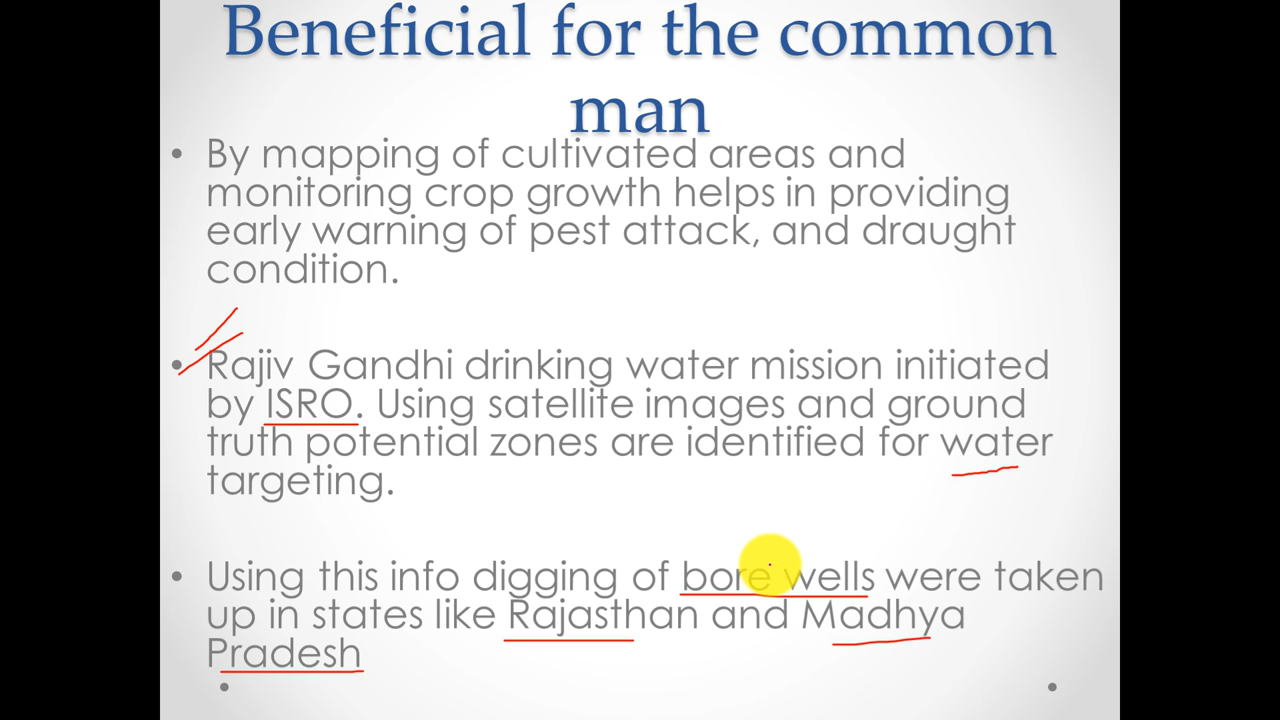 Beneficial for the common
man
• By mapping of cultivated areas and
monitoring crop growth helps in providing
early warning of pest attack, and draught
condition.
• Rajiv Gandhi drinking water mission initiated
by ISRO. Using satellite images and ground
truth potential zones are identified for water
targeting.
• Using this info digging of bore wells were taken
up in states like Rajasthan and Madhya
Pradesh